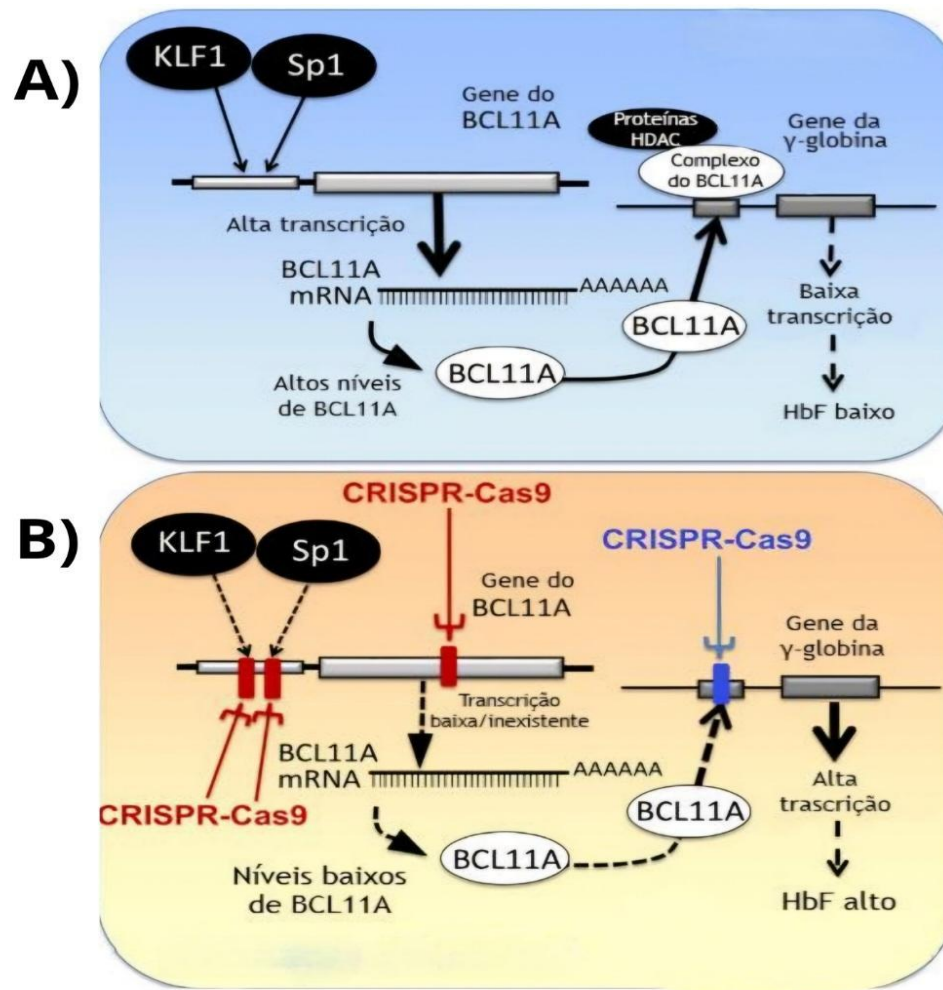 A)
KLF1
Sp1
Gene do
BCL11A
Proteínas
HDAC
Complexo
do BCL11A
Gene da
γ-globina
Alta transcrição
BCL11A
mRNA
AAAAAA
BCL11A
BCL11A
Altos níveis
de BCL11A
Baixa
transcrição
HbF baixo
B)
CRISPR-Cas9
KLF1
Sp1
CRISPR-Cas9
Gene do
BCL11A
Gene da
γ-globina
Transcrição
baixa/inexistente
BCL11A
mRNA
AAAAAA
CRISPR-Cas9
BCL11A
BCL11A
Alta
trascrição
Níveis baixos
de BCL11A
HbF alto